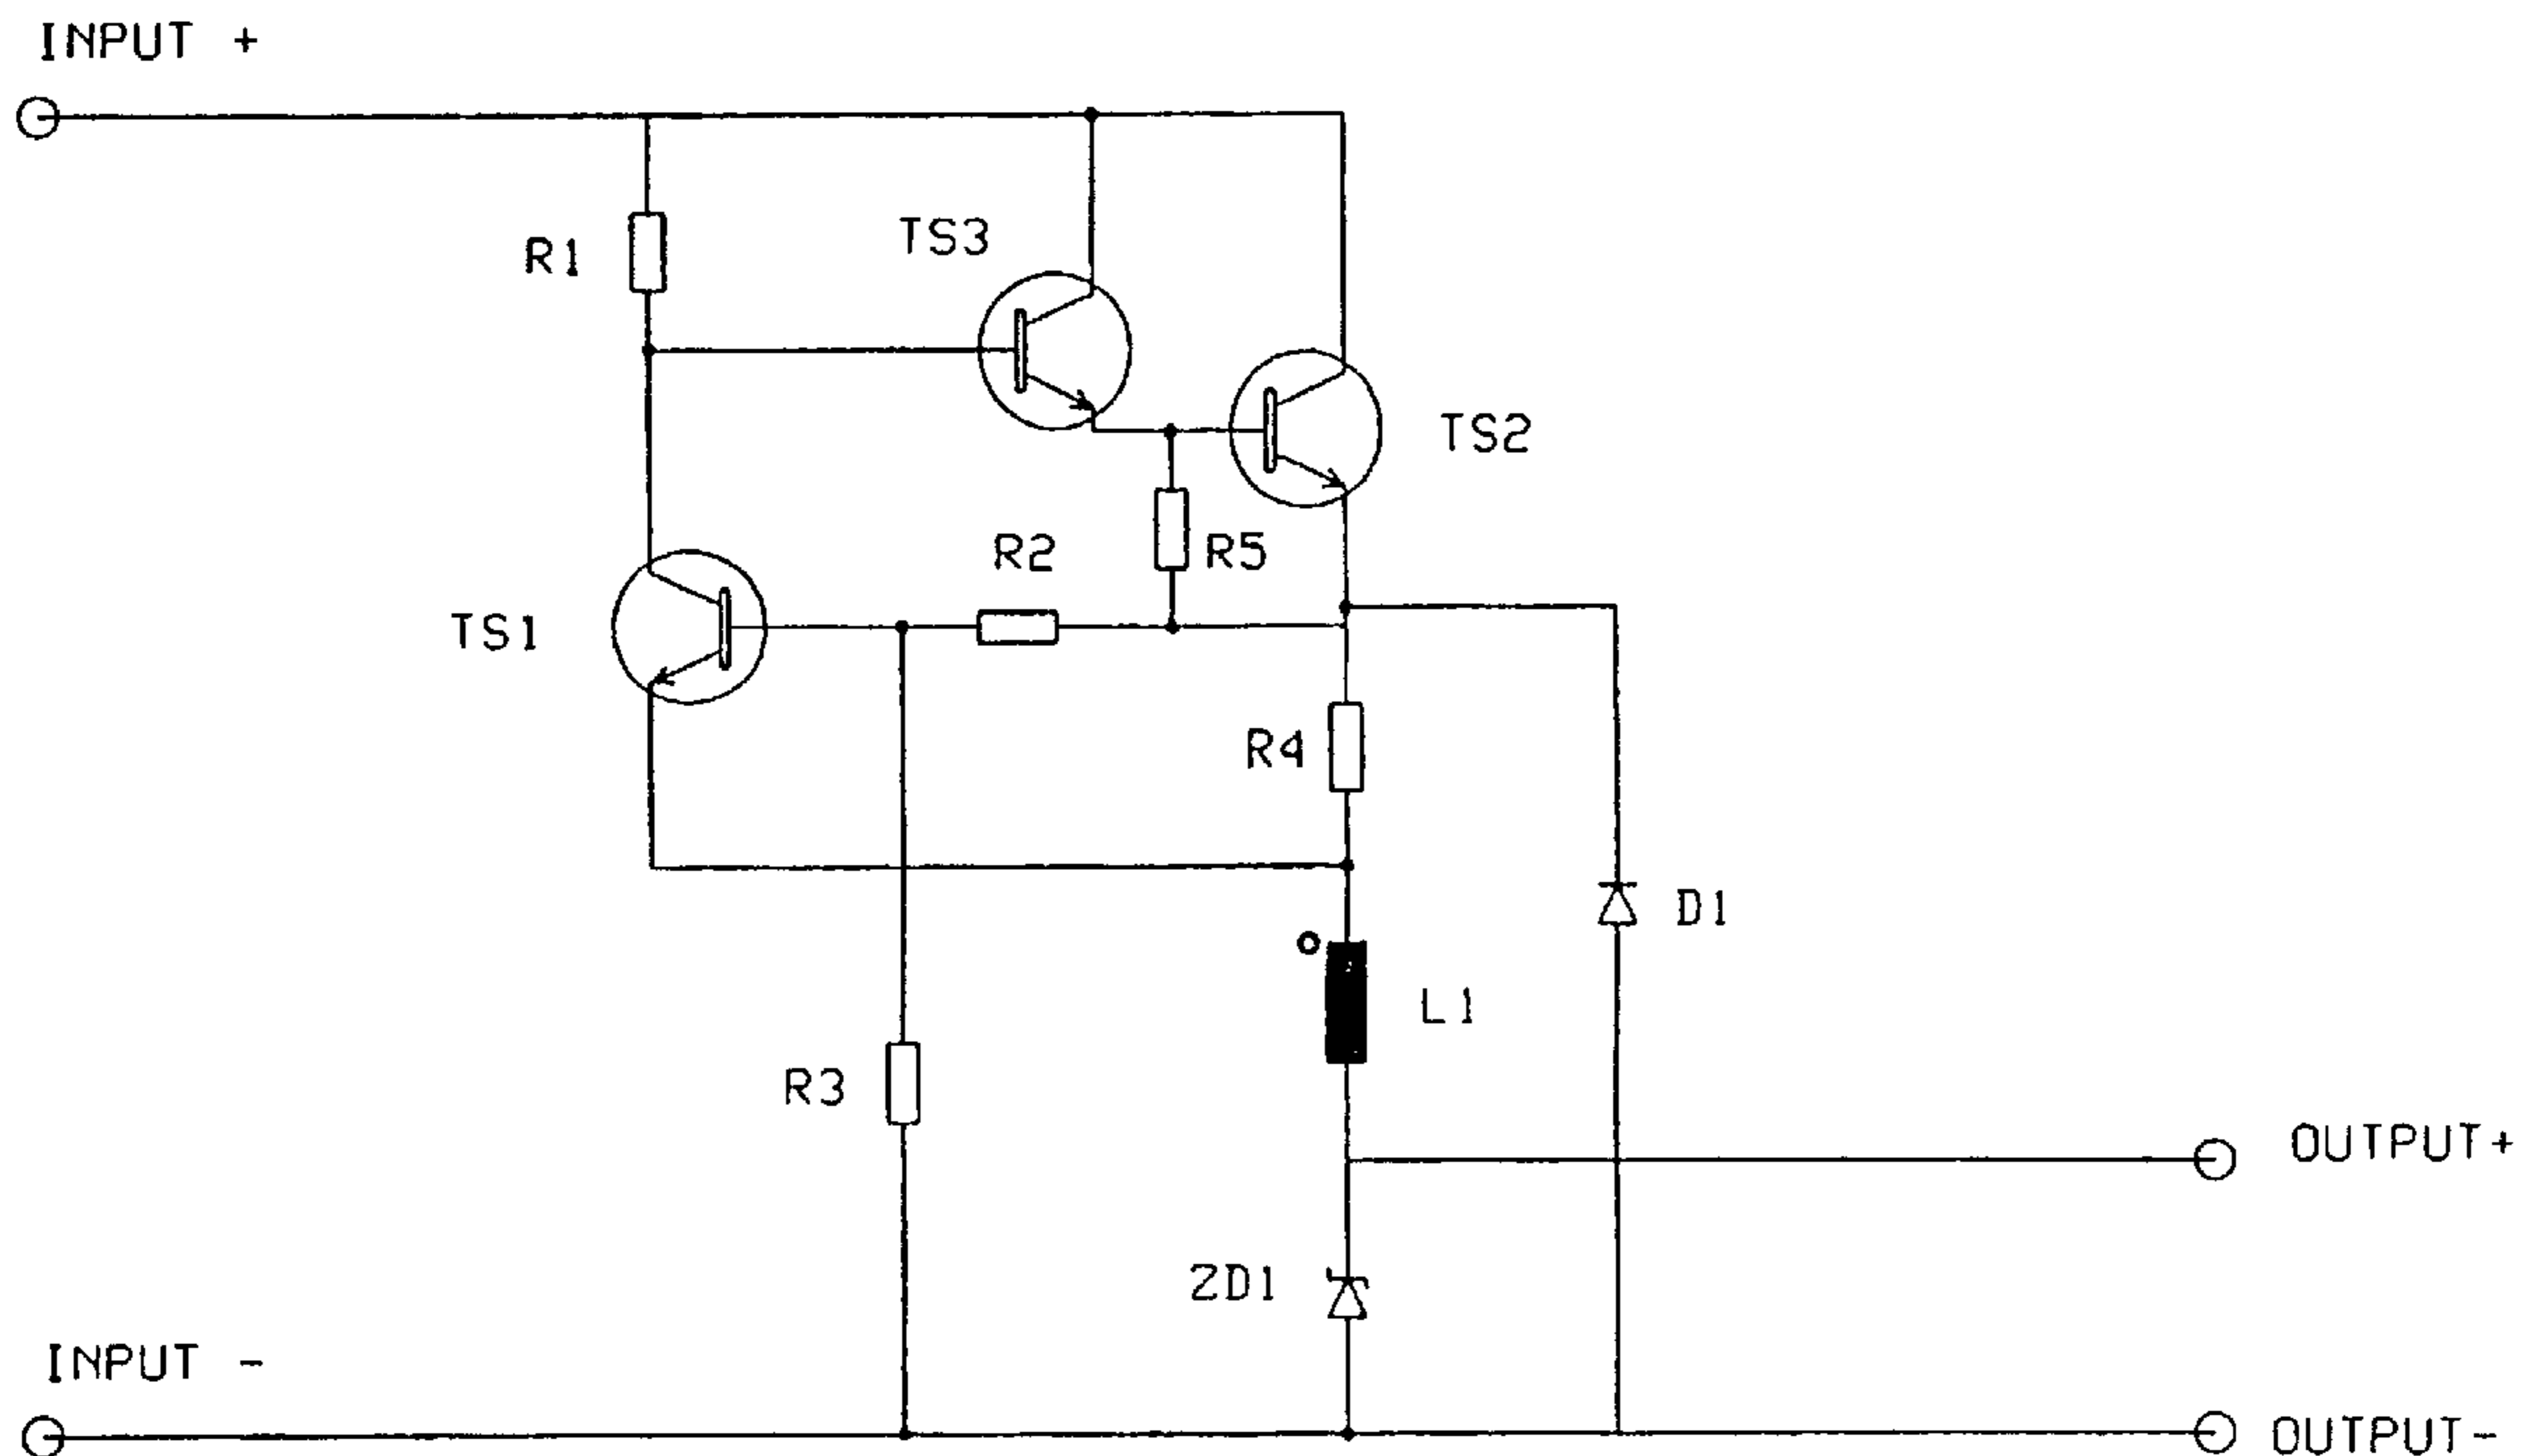 INPUT +
R1
TS3
TS2
R2
R5
TS1
R4
D1
L1
R3
OUTPUT+
ZD1
INPUT -
OUTPUT-